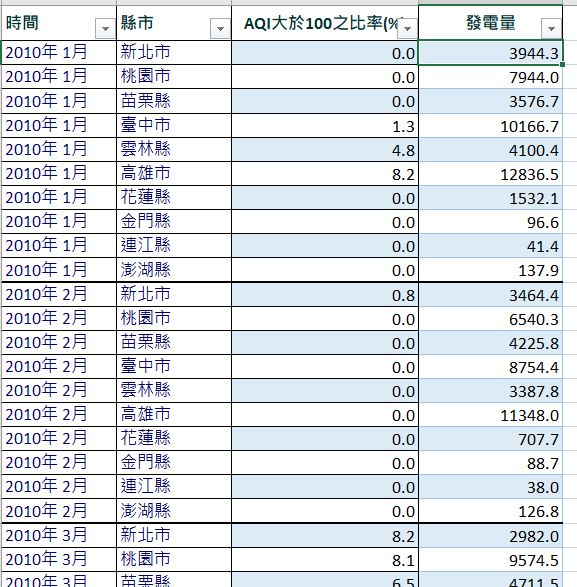 時間 縣市 AQI大於100之比率(% 發電量
2010年 1月 新北市 0.0 3944.3
2010年 1月 桃園市 0.0 7944.0
2010年 1月 苗栗縣 0.0 3576.7
2010年 1月 臺中市 1.3 10166.7
2010年 1月 雲林縣 4.8 4100.4
2010年 1月 高雄市 8.2 12836.5
2010年 1月 花蓮縣 0.0 1532.1
2010年 1月 金門縣 0.0 96.6
2010年 1月 連江縣 0.0 41.4
2010年 1月 澎湖縣 0.0 137.9
2010年 2月 新北市 0.8 3464.4
2010年 2月 桃園市 0.0 6540.3
2010年 2月 苗栗縣 0.0 4225.8
2010年 2月 臺中市 0.0 8754.4
2010年 2月 雲林縣 0.0 3387.8
2010年 2月 高雄市 0.0 11348.0
2010年 2月 花蓮縣 0.0 707.7
2010年 2月 金門縣 0.0 88.7
2010年 2月 連江縣 0.0 38.0
2010年 2月 澎湖縣 0.0 126.8
2010年 3月 新北市 8.2 2982.0
2010年 3月 桃園市 8.1 9574.5
2010年 3月 苗栗縣 6.5 4711.5